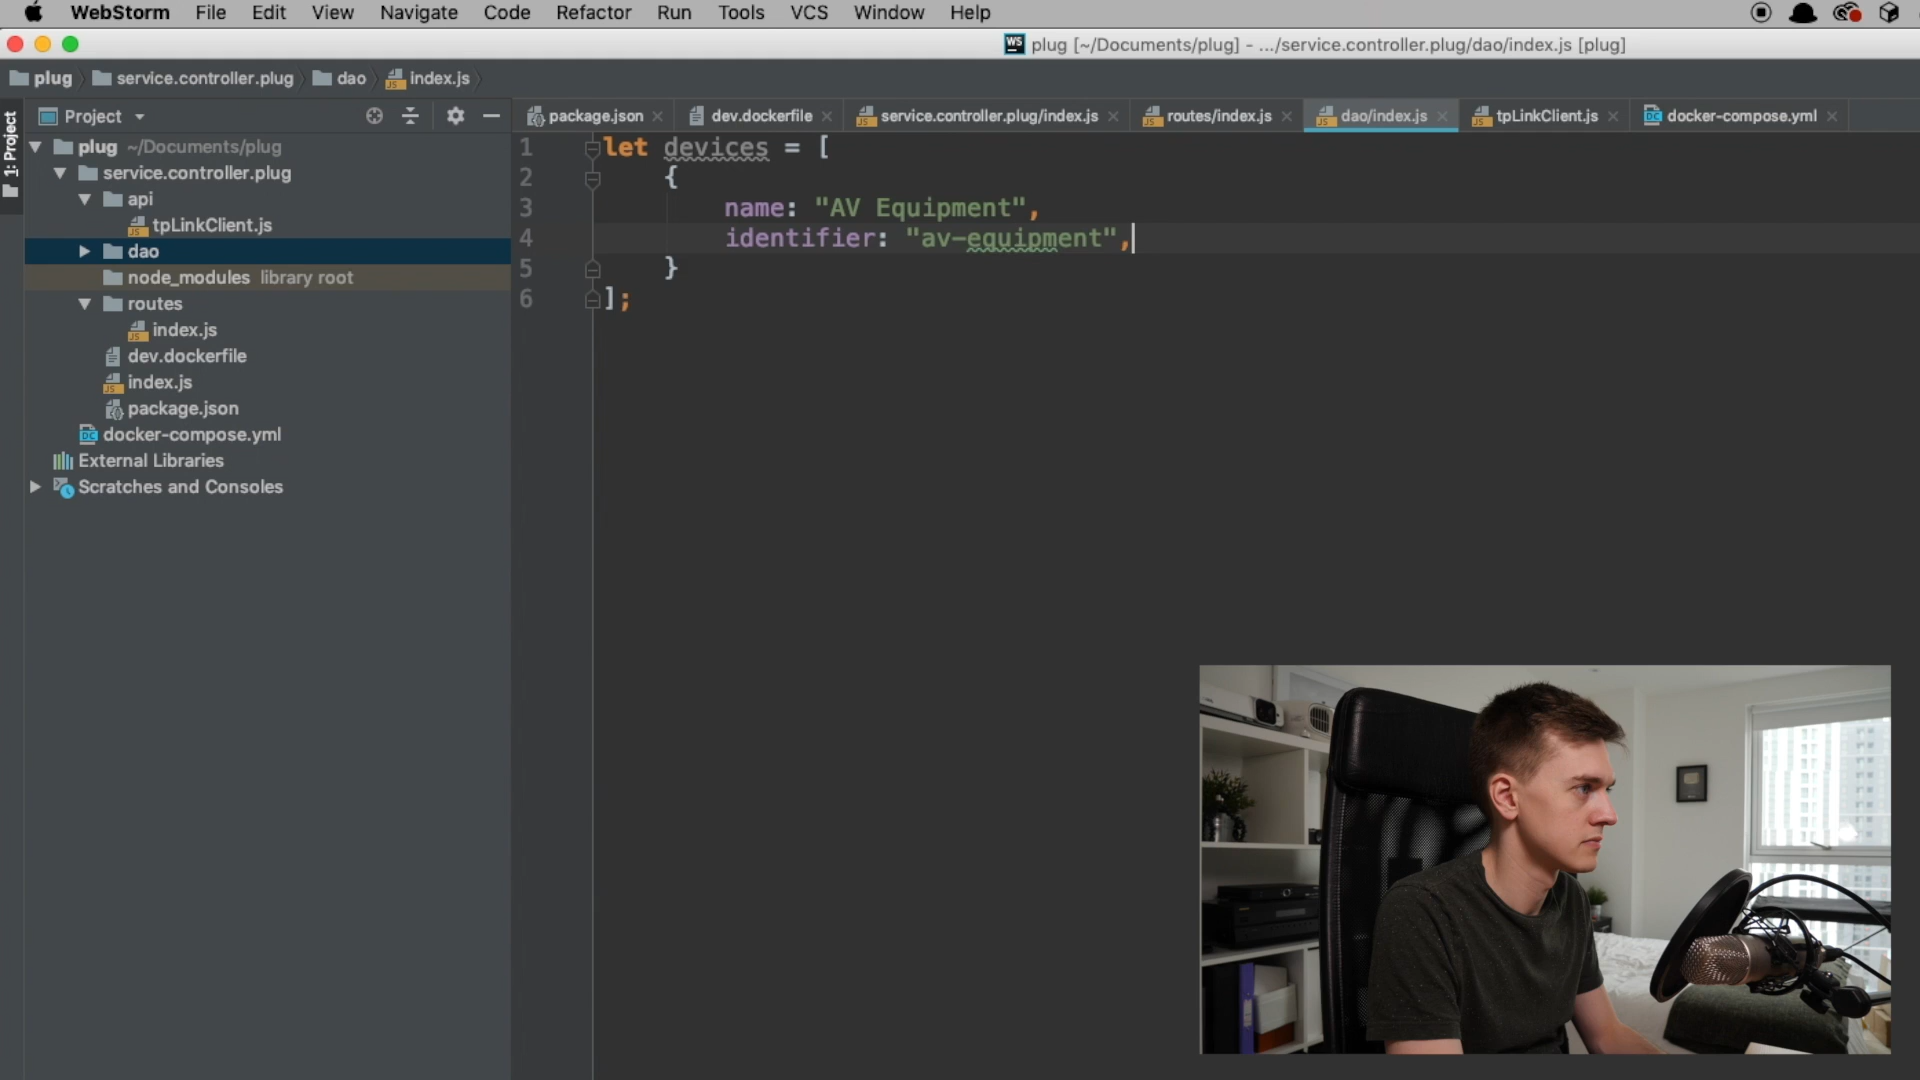 WebStorm File Edit View Navigate Code Refactor Run Tools VCS Window Help
WS plug [~/Documents/plug] - .../service.controller.plug/dao/index.js [plug]
plug service.controller.plug dao index.js
1: Project
Project
package.json dev.dockerfile service.controller.plug/index.js routes/index.js dao/index.js tpLinkClient.js docker-compose.yml
plug ~/Documents/plug
service.controller.plug
api
tpLinkClient.js
dao
node_modules library root
routes
index.js
dev.dockerfile
index.js
package.json
docker-compose.yml
External Libraries
Scratches and Consoles
1 let devices = [
2 {
3 name: "AV Equipment",
4 identifier: "av-equipment",
5 }
6 ];